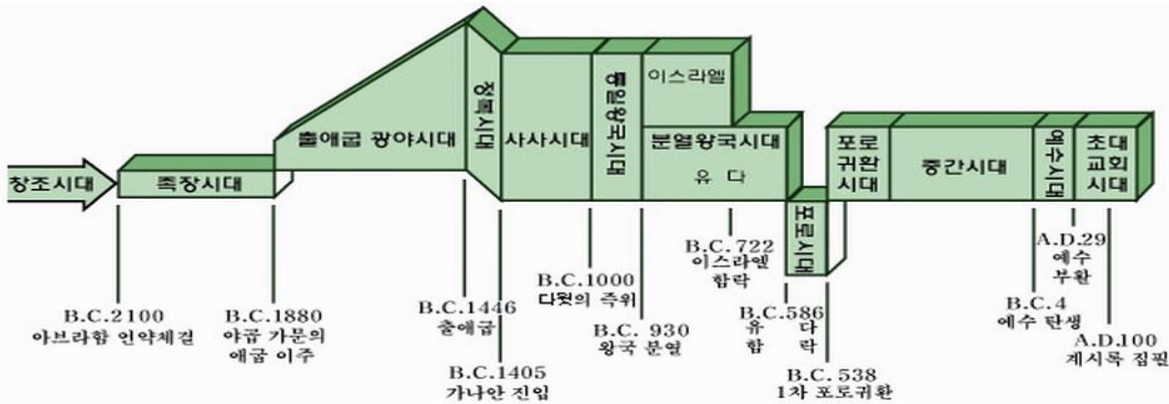 창조시대
족장시대
출애굽 광야시대
정복시대
사사시대
통일왕국시대
이스라엘
분열왕국시대
유 다
포로시대
포로
귀환
시대
중간시대
예수시대
초대
교회
시대
B.C.2100
아브라함 언약체결
B.C.1880
야곱 가문의
애굽 이주
B.C.1446
출애굽
B.C.1405
가나안 진입
B.C.1000
다윗의 즉위
B.C. 930
왕국 분열
B.C. 722
이스라엘
함락
B.C.586
유 다
함 락
B.C. 538
1차 포로귀환
B.C. 4
예수 탄생
A.D.29
예수
부활
A.D.100
계시록 집필